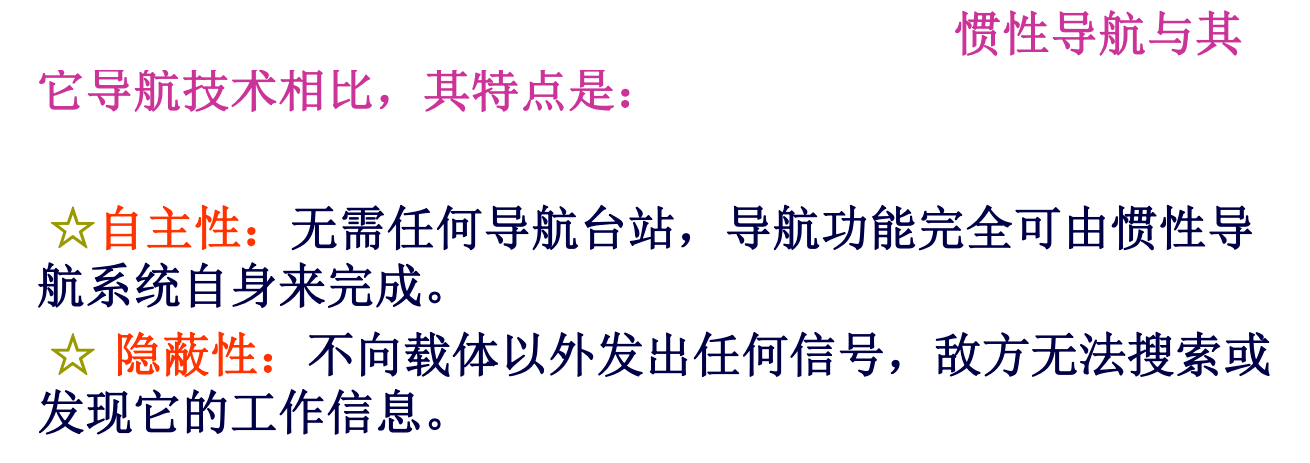 惯性导航与其
它导航技术相比，其特点是：
☆自主性：无需任何导航台站，导航功能完全可由惯性导
航系统自身来完成。
☆ 隐蔽性：不向载体以外发出任何信号，敌方无法搜索或
发现它的工作信息。